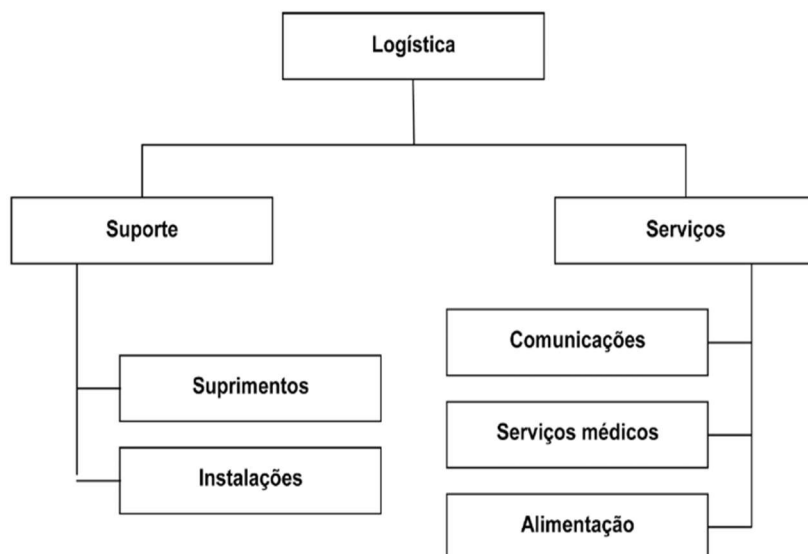 Logística
Suporte
Serviços
Comunicações
Suprimentos
Serviços médicos
Instalações
Alimentação